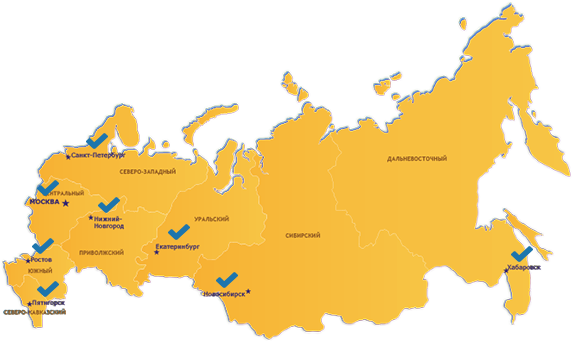 ДАЛЬНЕВОСТОЧНЫЙ
Санкт-Петербург
СЕВЕРО-ЗАПАДНЫЙ
ЦЕНТРАЛЬНЫЙ
МОСКВА
Нижний-
Новгород
УРАЛЬСКИЙ
СИБИРСКИЙ
Екатеринбург
ПРИВОЛЖСКИЙ
Ростов
ЮЖНЫЙ
Хабаровск
Новосибирск
Пятигорск
СЕВЕРО-КАВКАЗСКИЙ